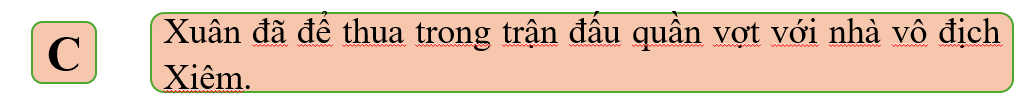 C
Xuân đã để thua trong trận đấu quần vợt với nhà vô địch
Xiêm.